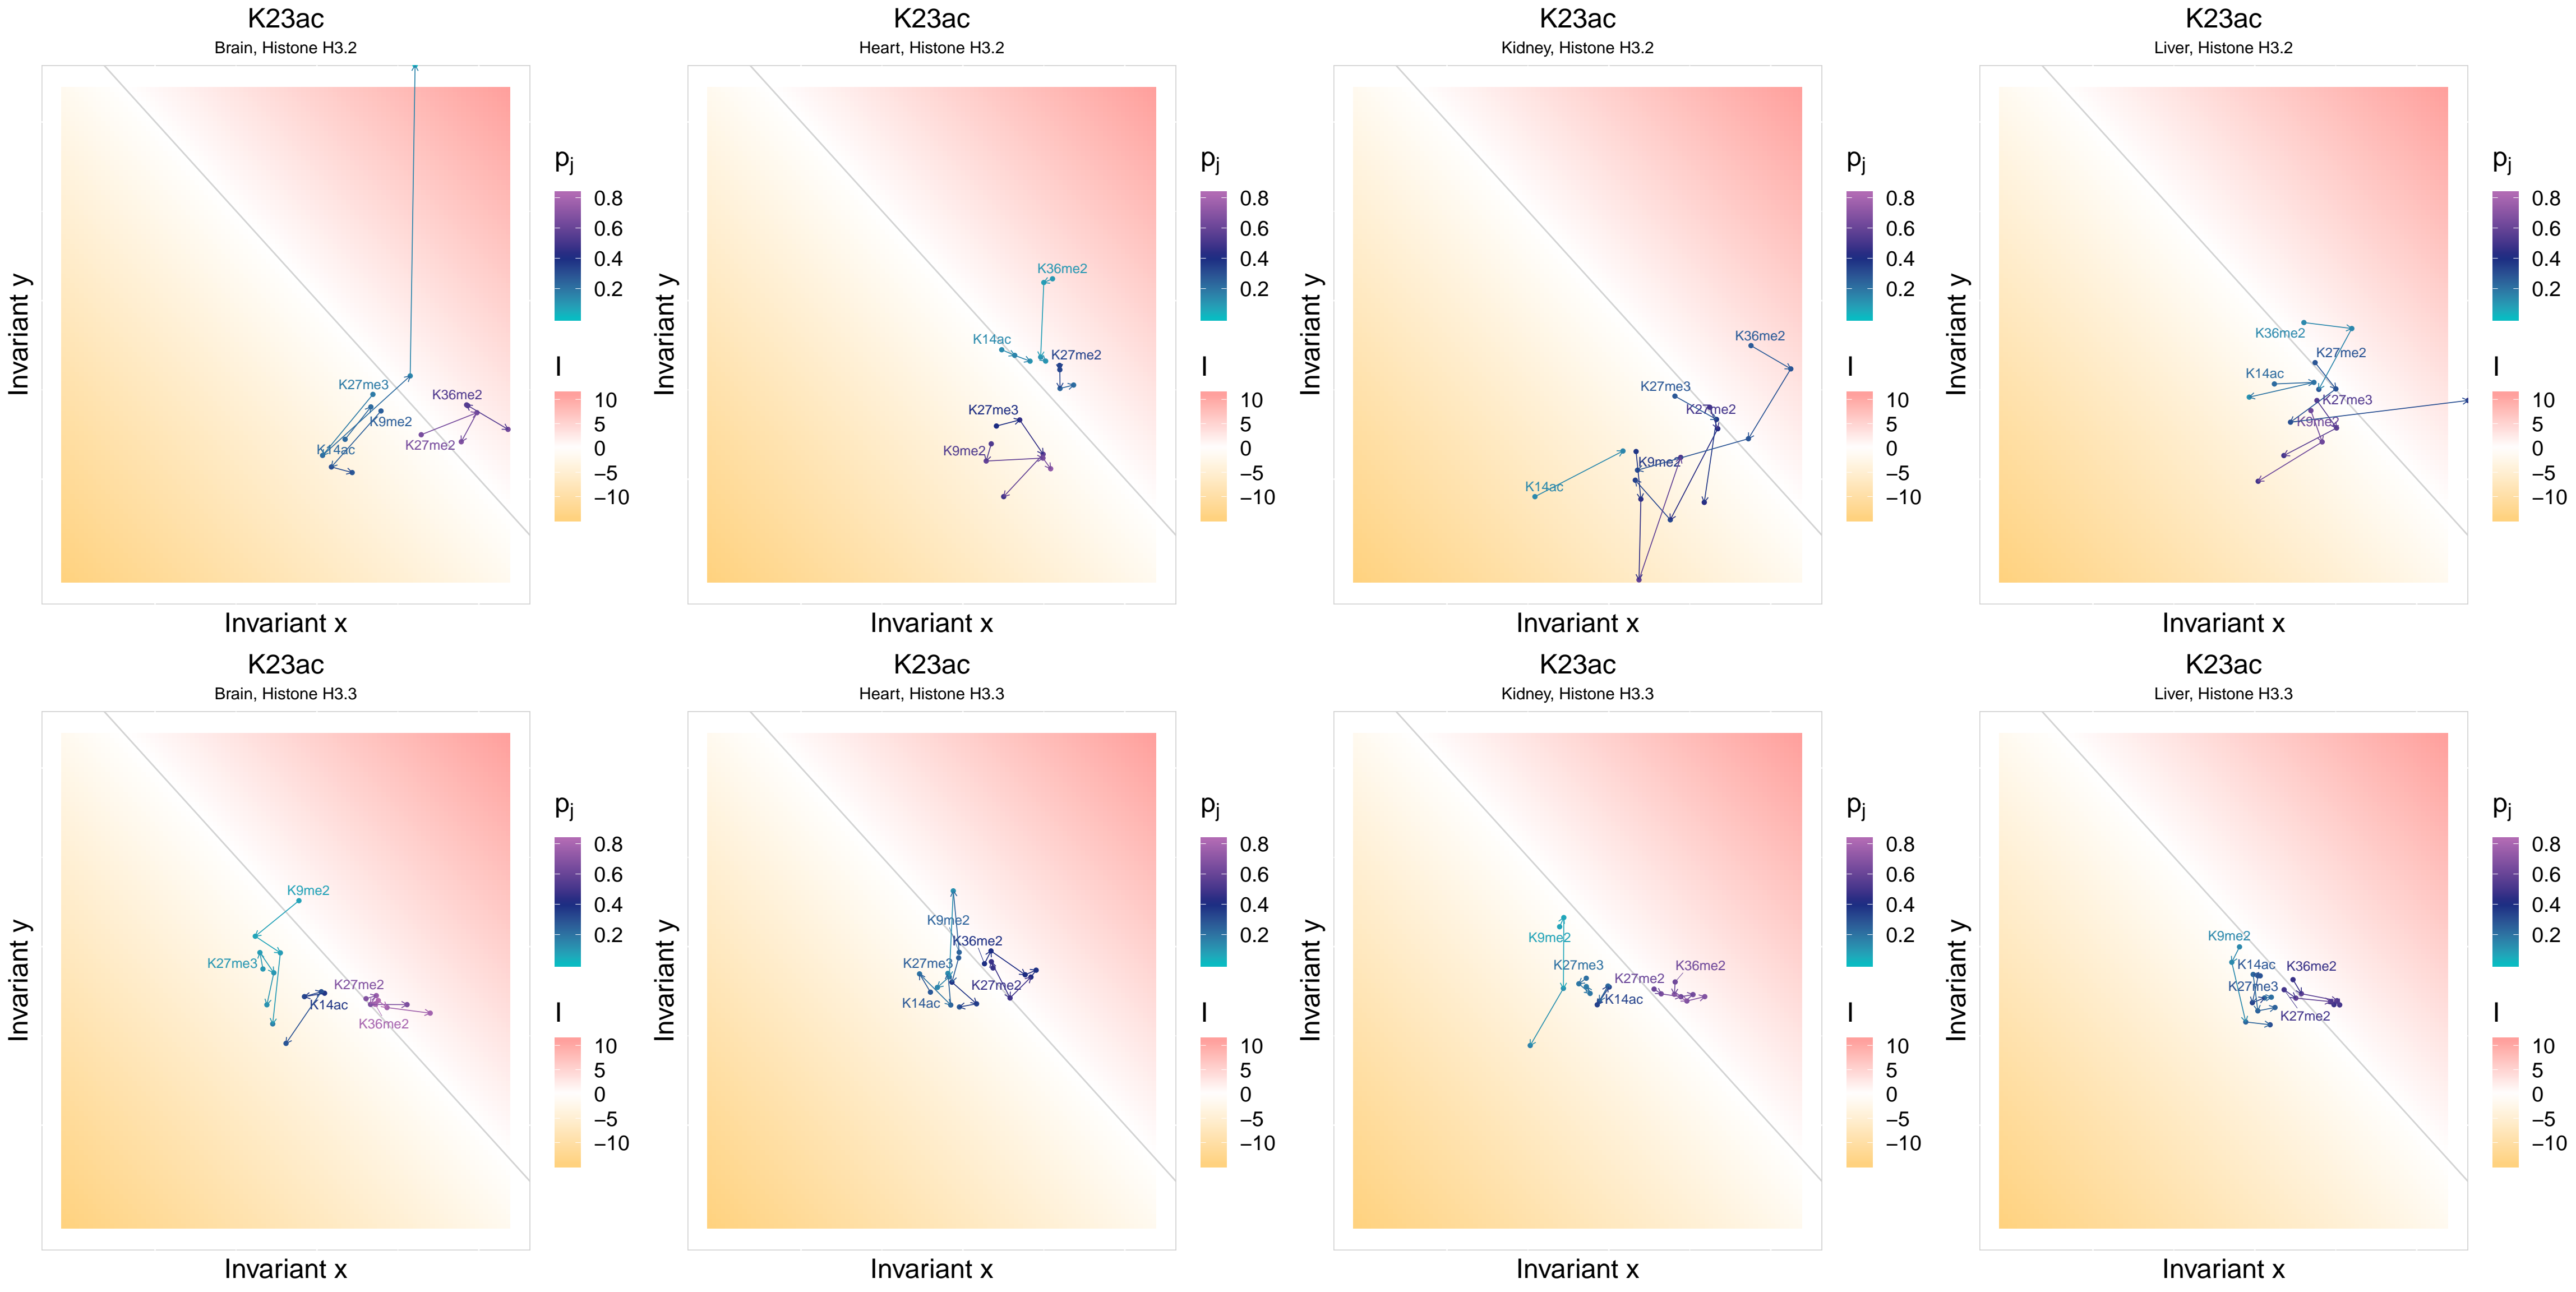 K23ac
Brain, Histone H3.2
Invariant y
K27me3
K36me2
K9me2
K27me2
K14ac
Invariant x
pj
0.8
0.6
0.4
0.2
I
10
5
0
−5
−10
K23ac
Heart, Histone H3.2
Invariant y
K36me2
K14ac
K27me2
K27me3
K9me2
Invariant x
pj
0.8
0.6
0.4
0.2
I
10
5
0
−5
−10
K23ac
Kidney, Histone H3.2
Invariant y
K36me2
K27me3
K27me2
K9me2
K14ac
Invariant x
pj
0.8
0.6
0.4
0.2
I
10
5
0
−5
−10
K23ac
Liver, Histone H3.2
Invariant y
K36me2
K27me2
K14ac
K27me3
K9me2
Invariant x
pj
0.8
0.6
0.4
0.2
I
10
5
0
−5
−10
K23ac
Brain, Histone H3.3
Invariant y
K9me2
K27me3
K27me2
K14ac
K36me2
Invariant x
pj
0.8
0.6
0.4
0.2
I
10
5
0
−5
−10
K23ac
Heart, Histone H3.3
Invariant y
K9me2
K36me2
K27me3
K27me2
K14ac
Invariant x
pj
0.8
0.6
0.4
0.2
I
10
5
0
−5
−10
K23ac
Kidney, Histone H3.3
Invariant y
K9me2
K27me3
K36me2
K27me2
K14ac
Invariant x
pj
0.8
0.6
0.4
0.2
I
10
5
0
−5
−10
K23ac
Liver, Histone H3.3
Invariant y
K9me2
K14ac
K36me2
K27me3
K27me2
Invariant x
pj
0.8
0.6
0.4
0.2
I
10
5
0
−5
−10